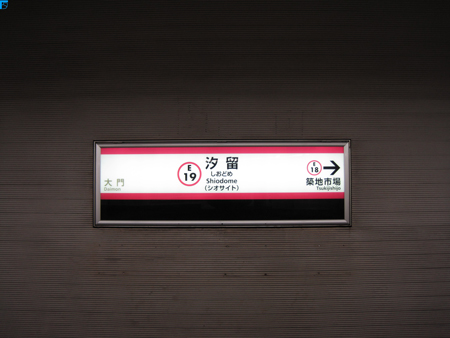 大門
Daimon
E
19
汐留
しおどめ
Shiodome
（シオサイト）
E
18
築地市場
Tsukijishijo